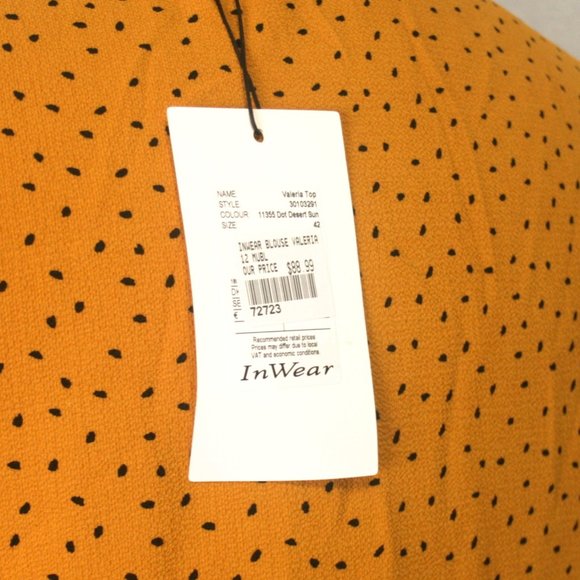 NAME Valeria Top
STYLE 30103291
COLOUR 11355 Dot Desert Sun
SIZE 42
INWEAR BLOUSE VALERIA
12 MUBL
OUR PRICE $88.99
72723
Recommended retail prices
Prices may differ due to local
VAT and economic conditions.
InWear